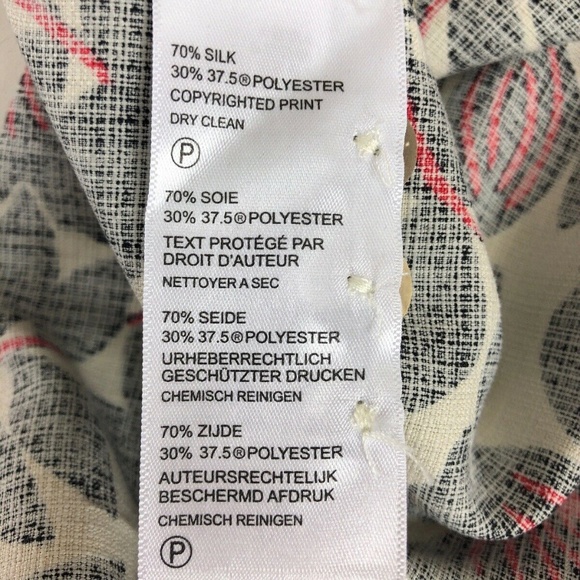 70% SILK
30% 37.5®POLYESTER
COPYRIGHTED PRINT
DRY CLEAN
P
70% SOIE
30% 37.5®POLYESTER
TEXT PROTÉGÉ PAR
DROIT D'AUTEUR
NETTOYER A SEC
70% SEIDE
30% 37.5®POLYESTER
URHEBERRECHTLICH
GESCHÜTZTER DRUCKEN
CHEMISCH REINIGEN
70% ZIJDE
30% 37.5®POLYESTER
AUTEURSRECHTELIJK
BESCHERMD AFDRUK
CHEMISCH REINIGEN
P